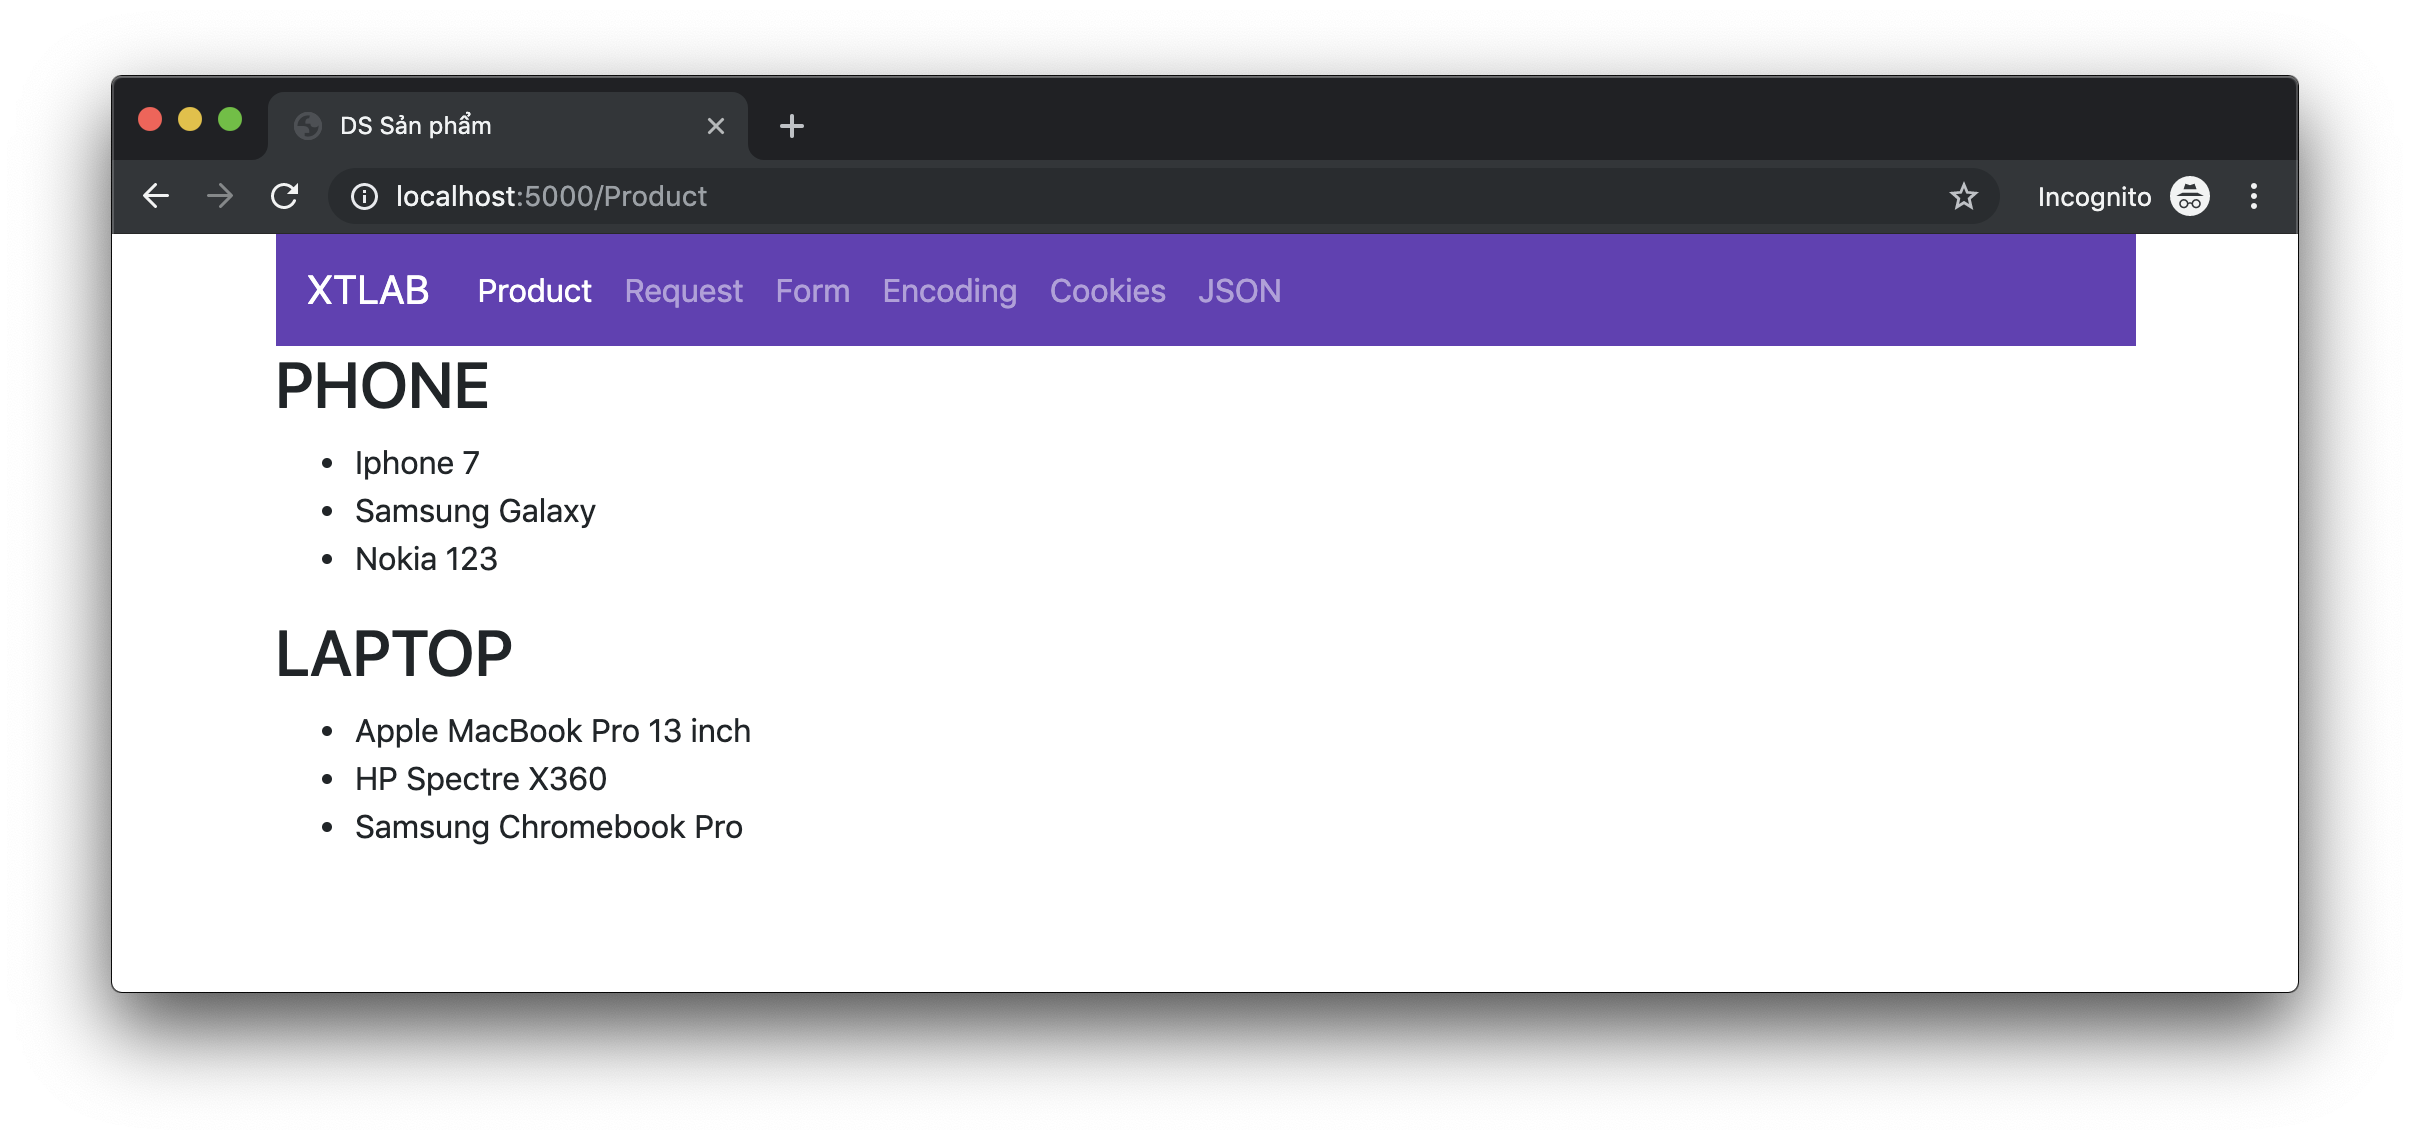 DS Sản phẩm
localhost:5000/Product
Incognito
XTLAB Product Request Form Encoding Cookies JSON
PHONE
• Iphone 7
• Samsung Galaxy
• Nokia 123
LAPTOP
• Apple MacBook Pro 13 inch
• HP Spectre X360
• Samsung Chromebook Pro